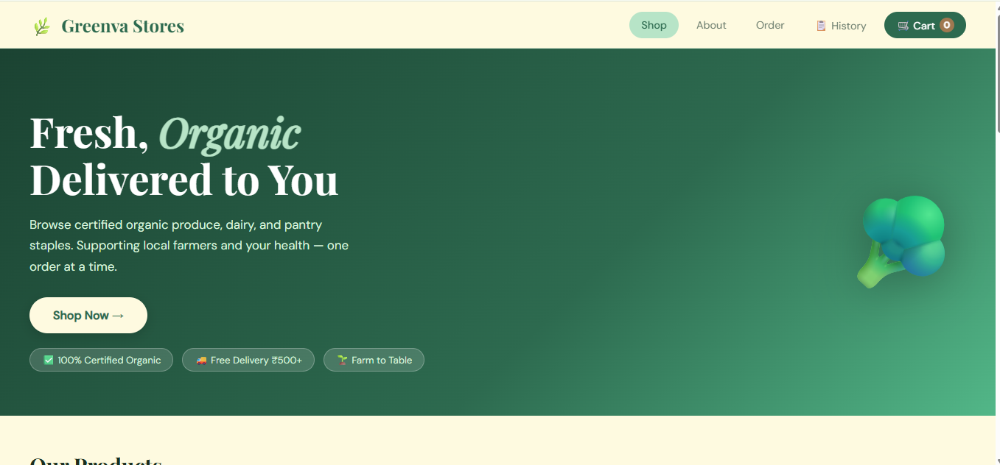 Greenva Stores
Shop
About
Order
History
Cart 0
Fresh, Organic
Delivered to You
Browse certified organic produce, dairy, and pantry
staples. Supporting local farmers and your health — one
order at a time.
Shop Now →
100% Certified Organic
Free Delivery ₹500+
Farm to Table
Our Products